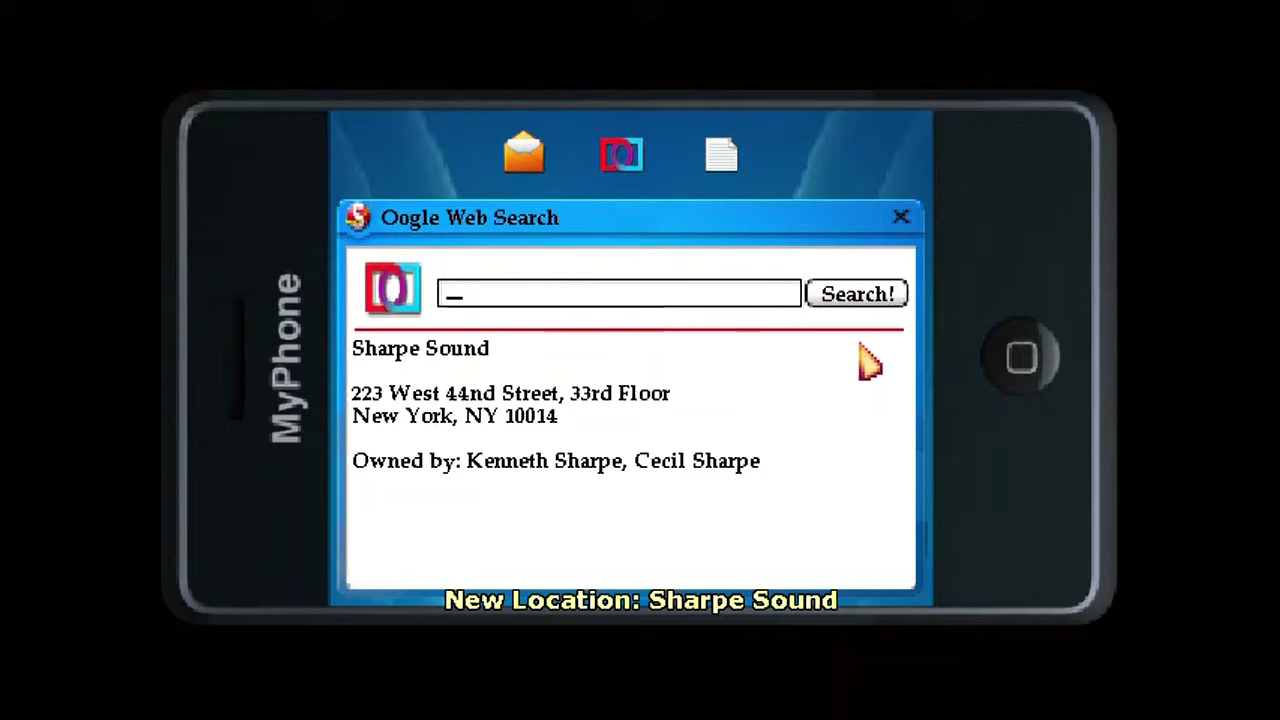 MyPhone
Oogle Web Search
Search!
Sharpe Sound
223 West 44nd Street, 33rd Floor
New York, NY 10014
Owned by: Kenneth Sharpe, Cecil Sharpe
New Location: Sharpe Sound